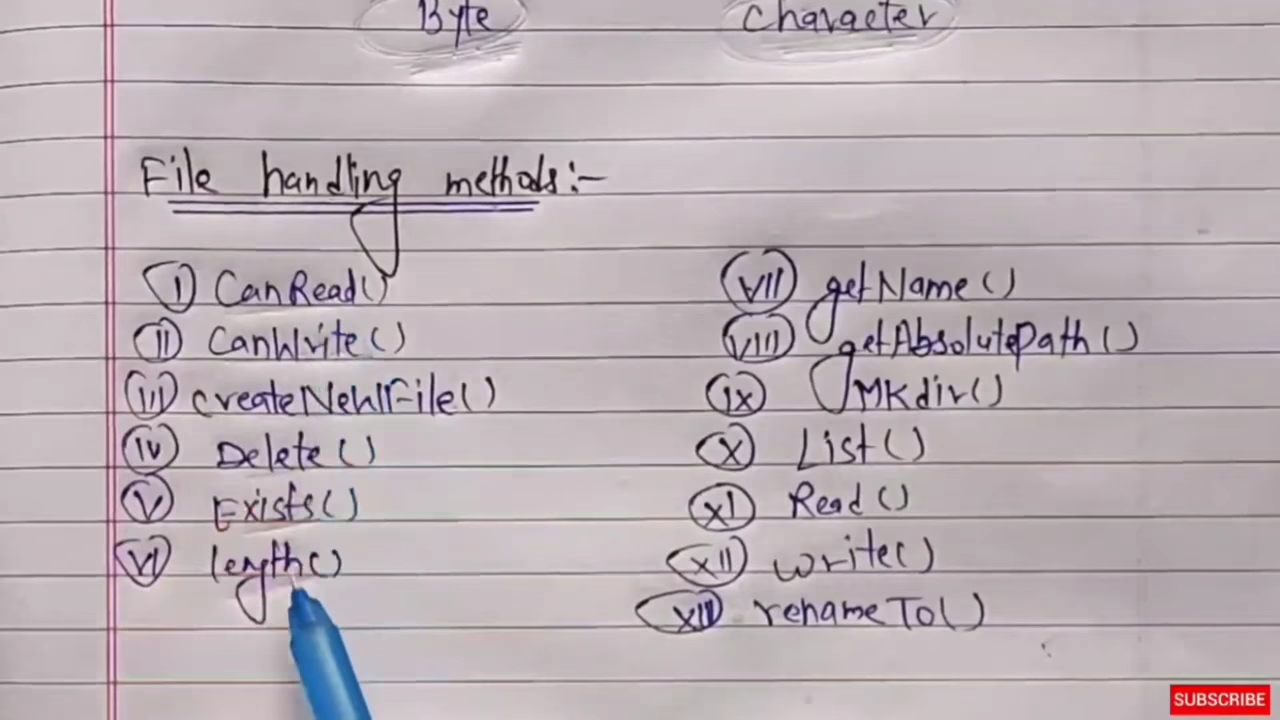 Byte Character
File handling methods:-
i) CanRead()
ii) CanWrite()
iii) createNewFile()
iv) Delete()
v) Exists()
vi) length()
vii) getName()
viii) getAbsolutePath()
ix) MKdir()
x) List()
xi) Read()
xii) write()
xiii) renameTo()
SUBSCRIBE